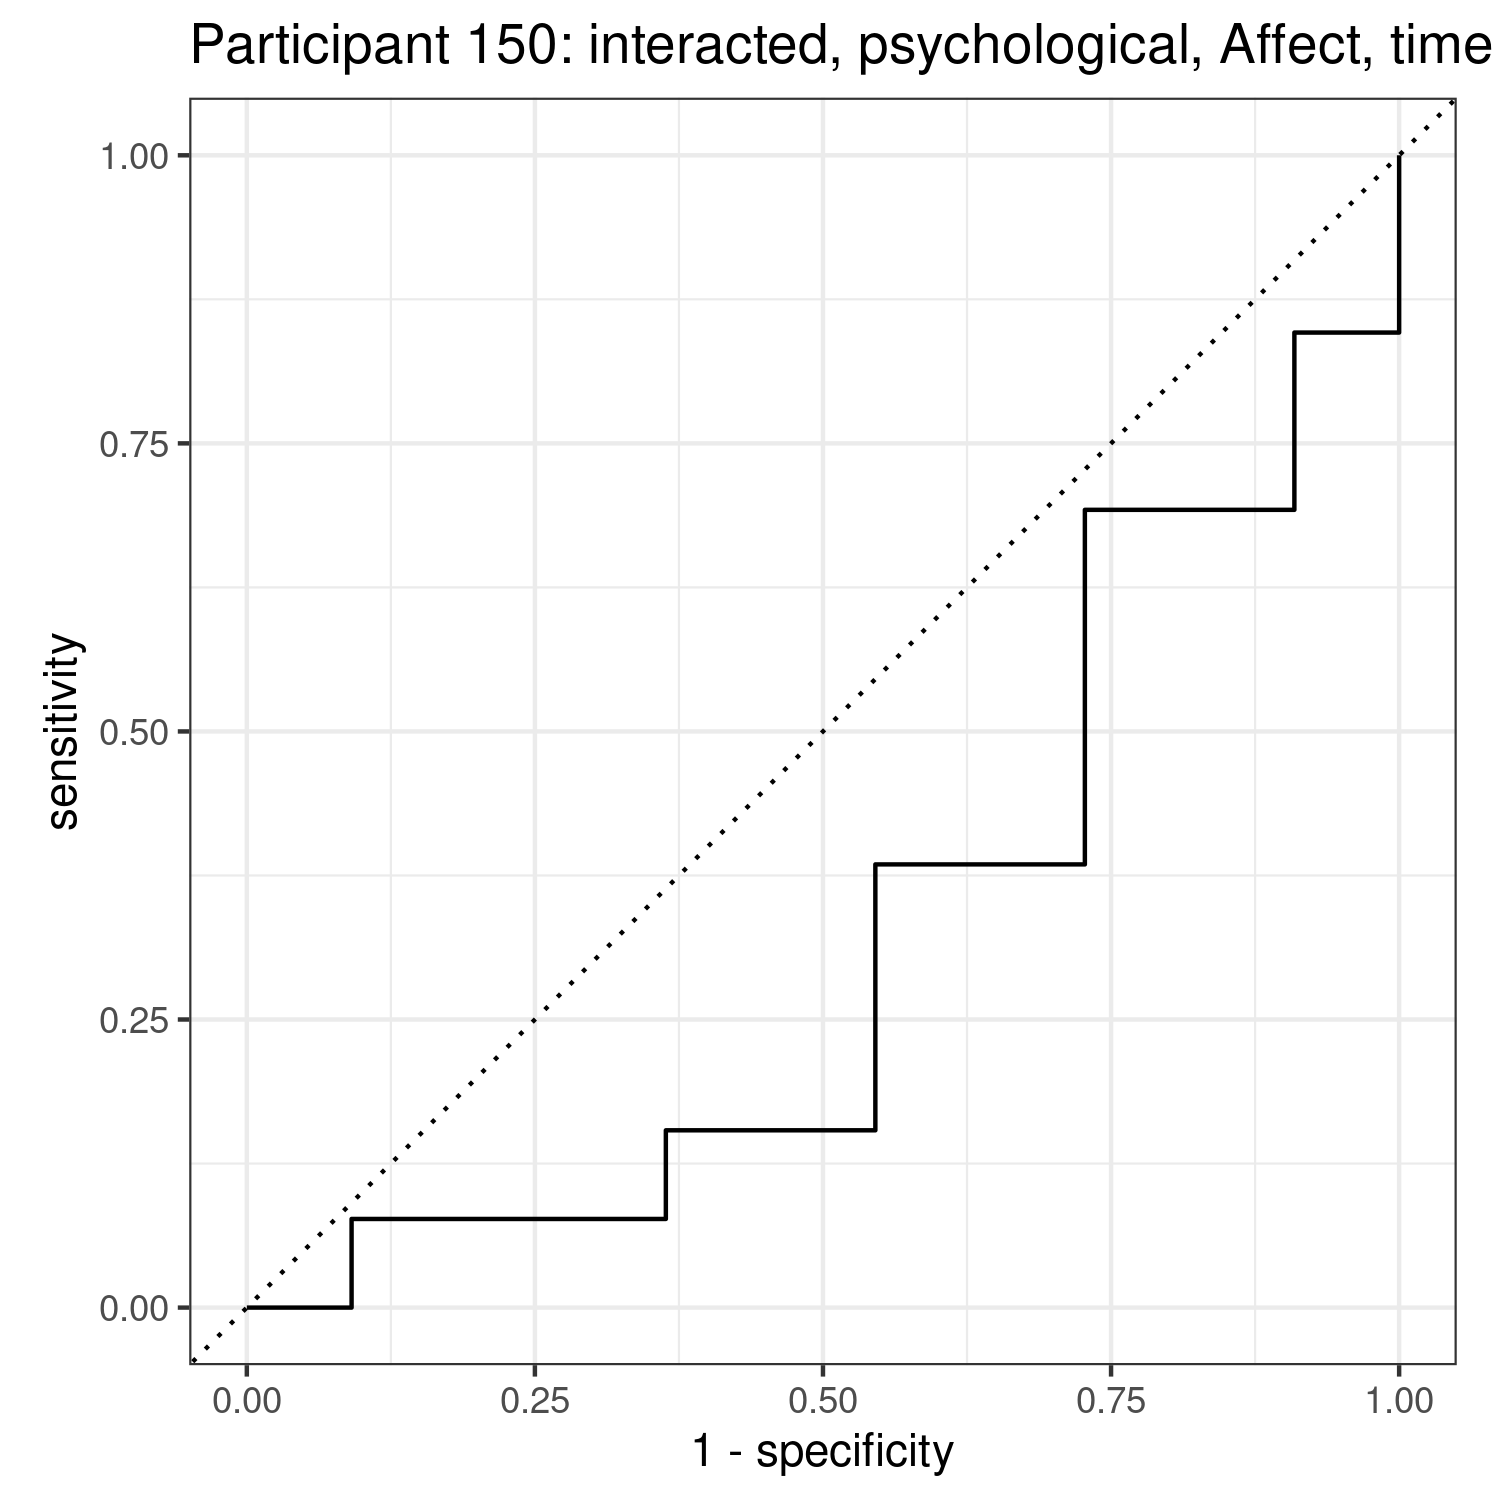 Participant 150: interacted, psychological, Affect, time
1.00
0.75
0.50
0.25
0.00
sensitivity
0.00 0.25 0.50 0.75 1.00
1 - specificity